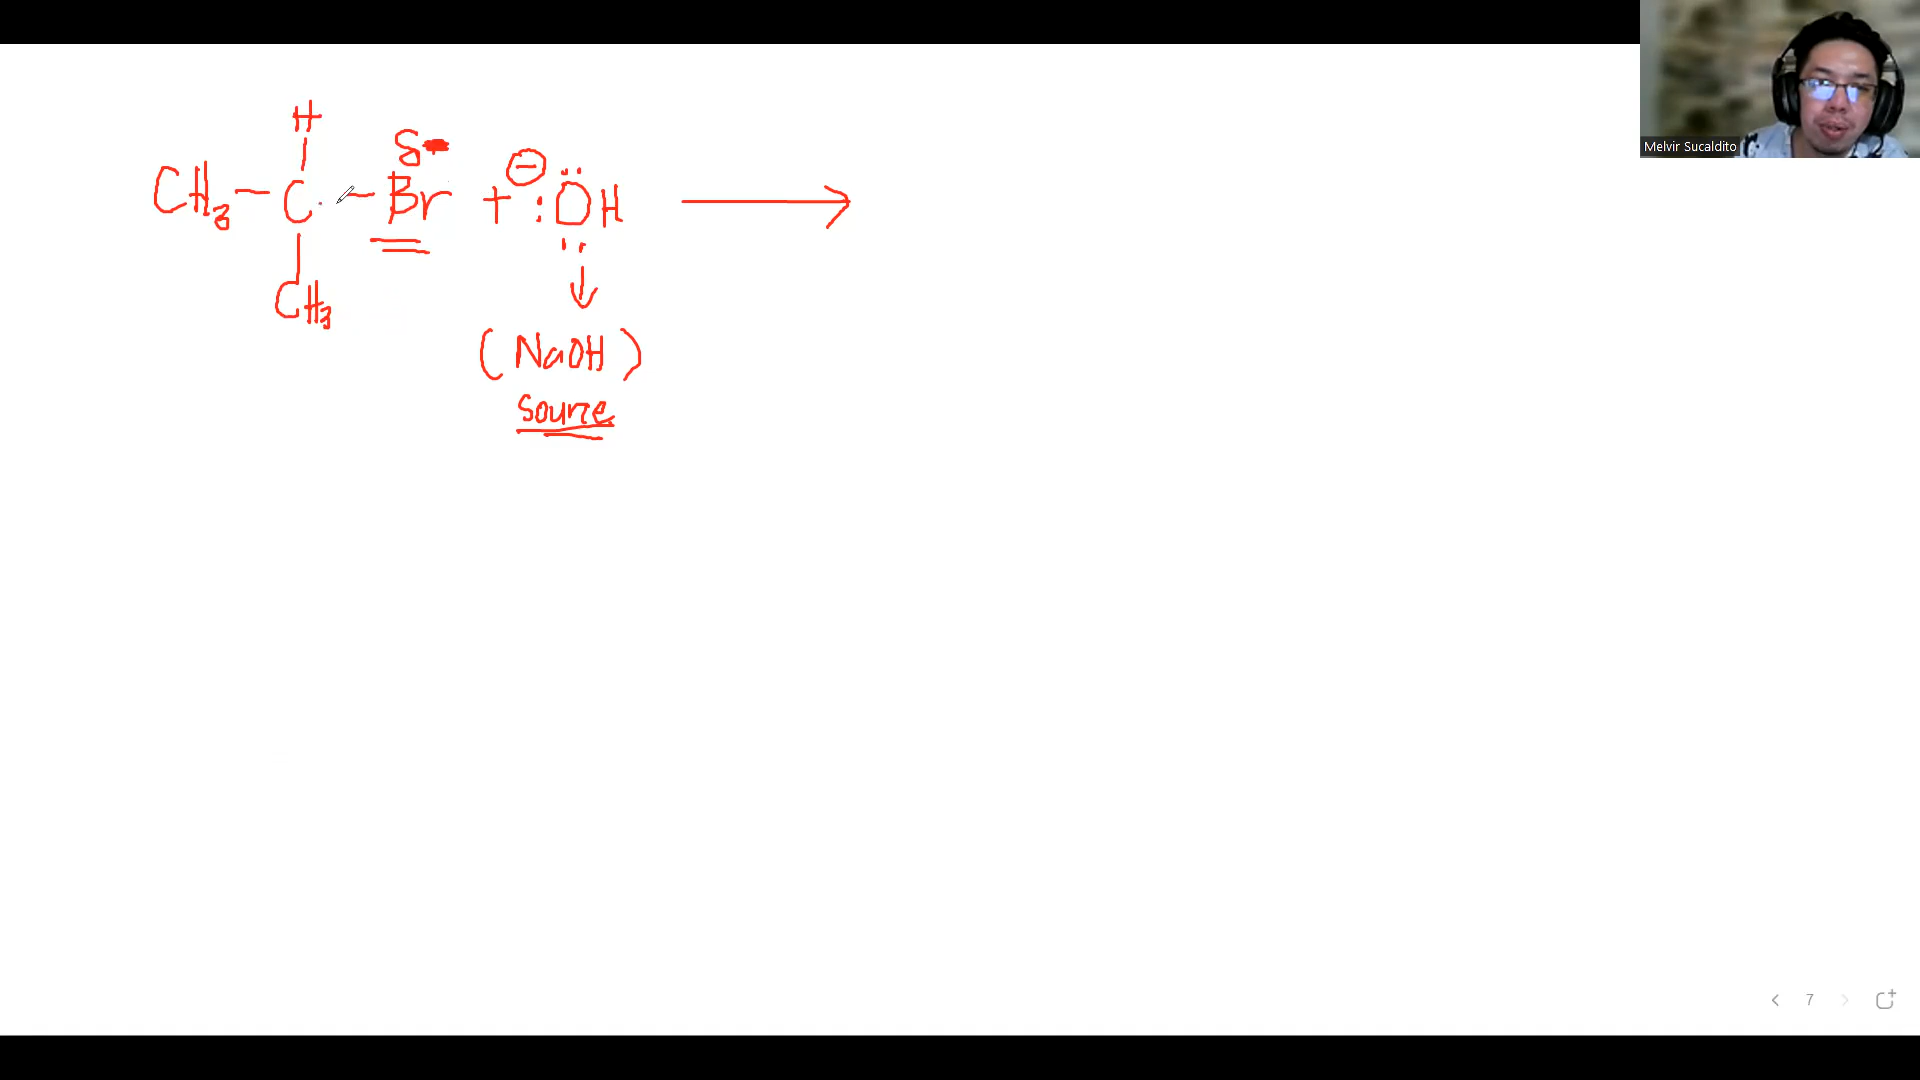 Melvir Sucaldito
H
δ-
CH3 - C - Br + ⊖ :ÖH ⟶
CH3
(NaOH)
Source
7